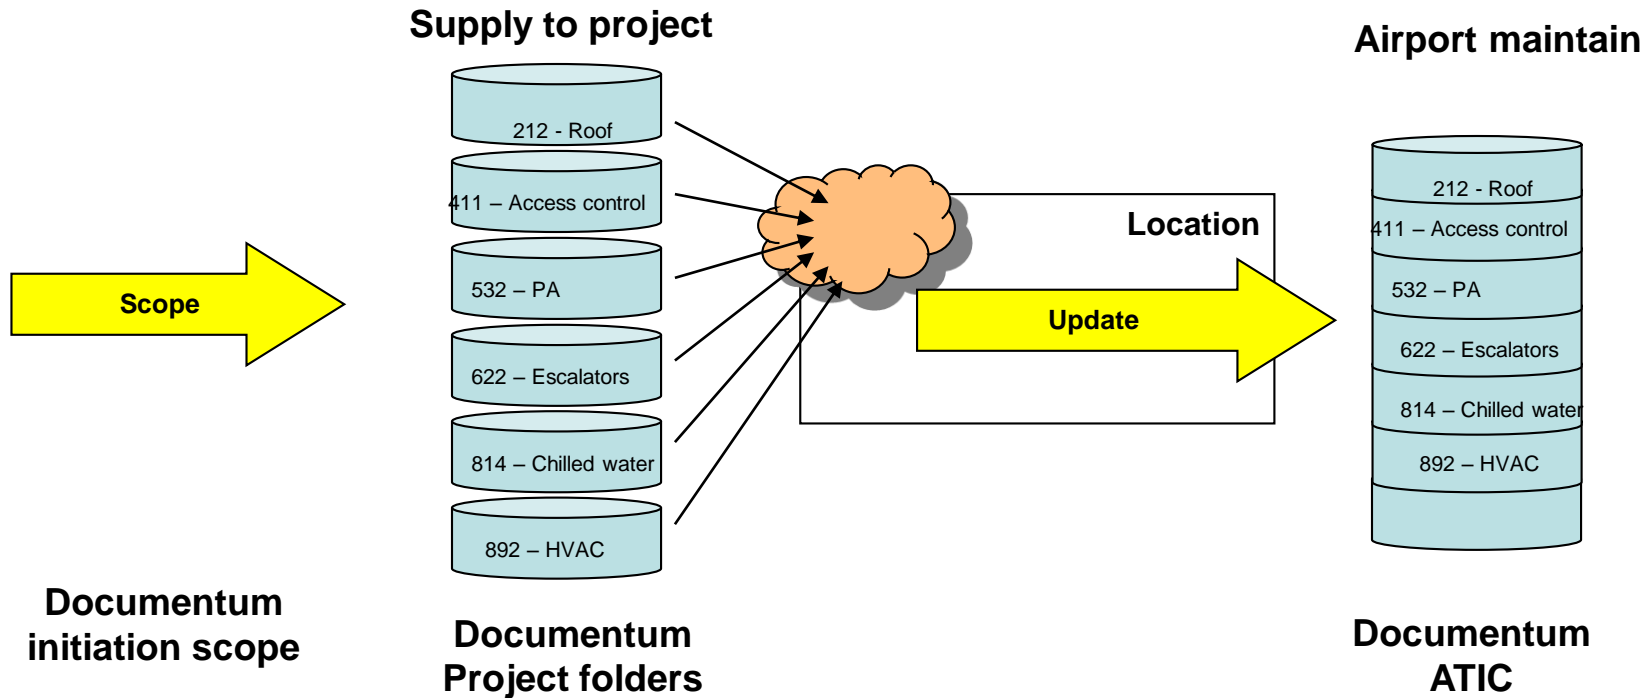 Supply to project
Airport maintain
212 - Roof
411 – Access control
532 – PA
622 – Escalators
814 – Chilled water
892 – HVAC
Scope
Location
Update
212 - Roof
411 – Access control
532 – PA
622 – Escalators
814 – Chilled water
892 – HVAC
Documentum
initiation scope
Documentum
Project folders
Documentum
ATIC